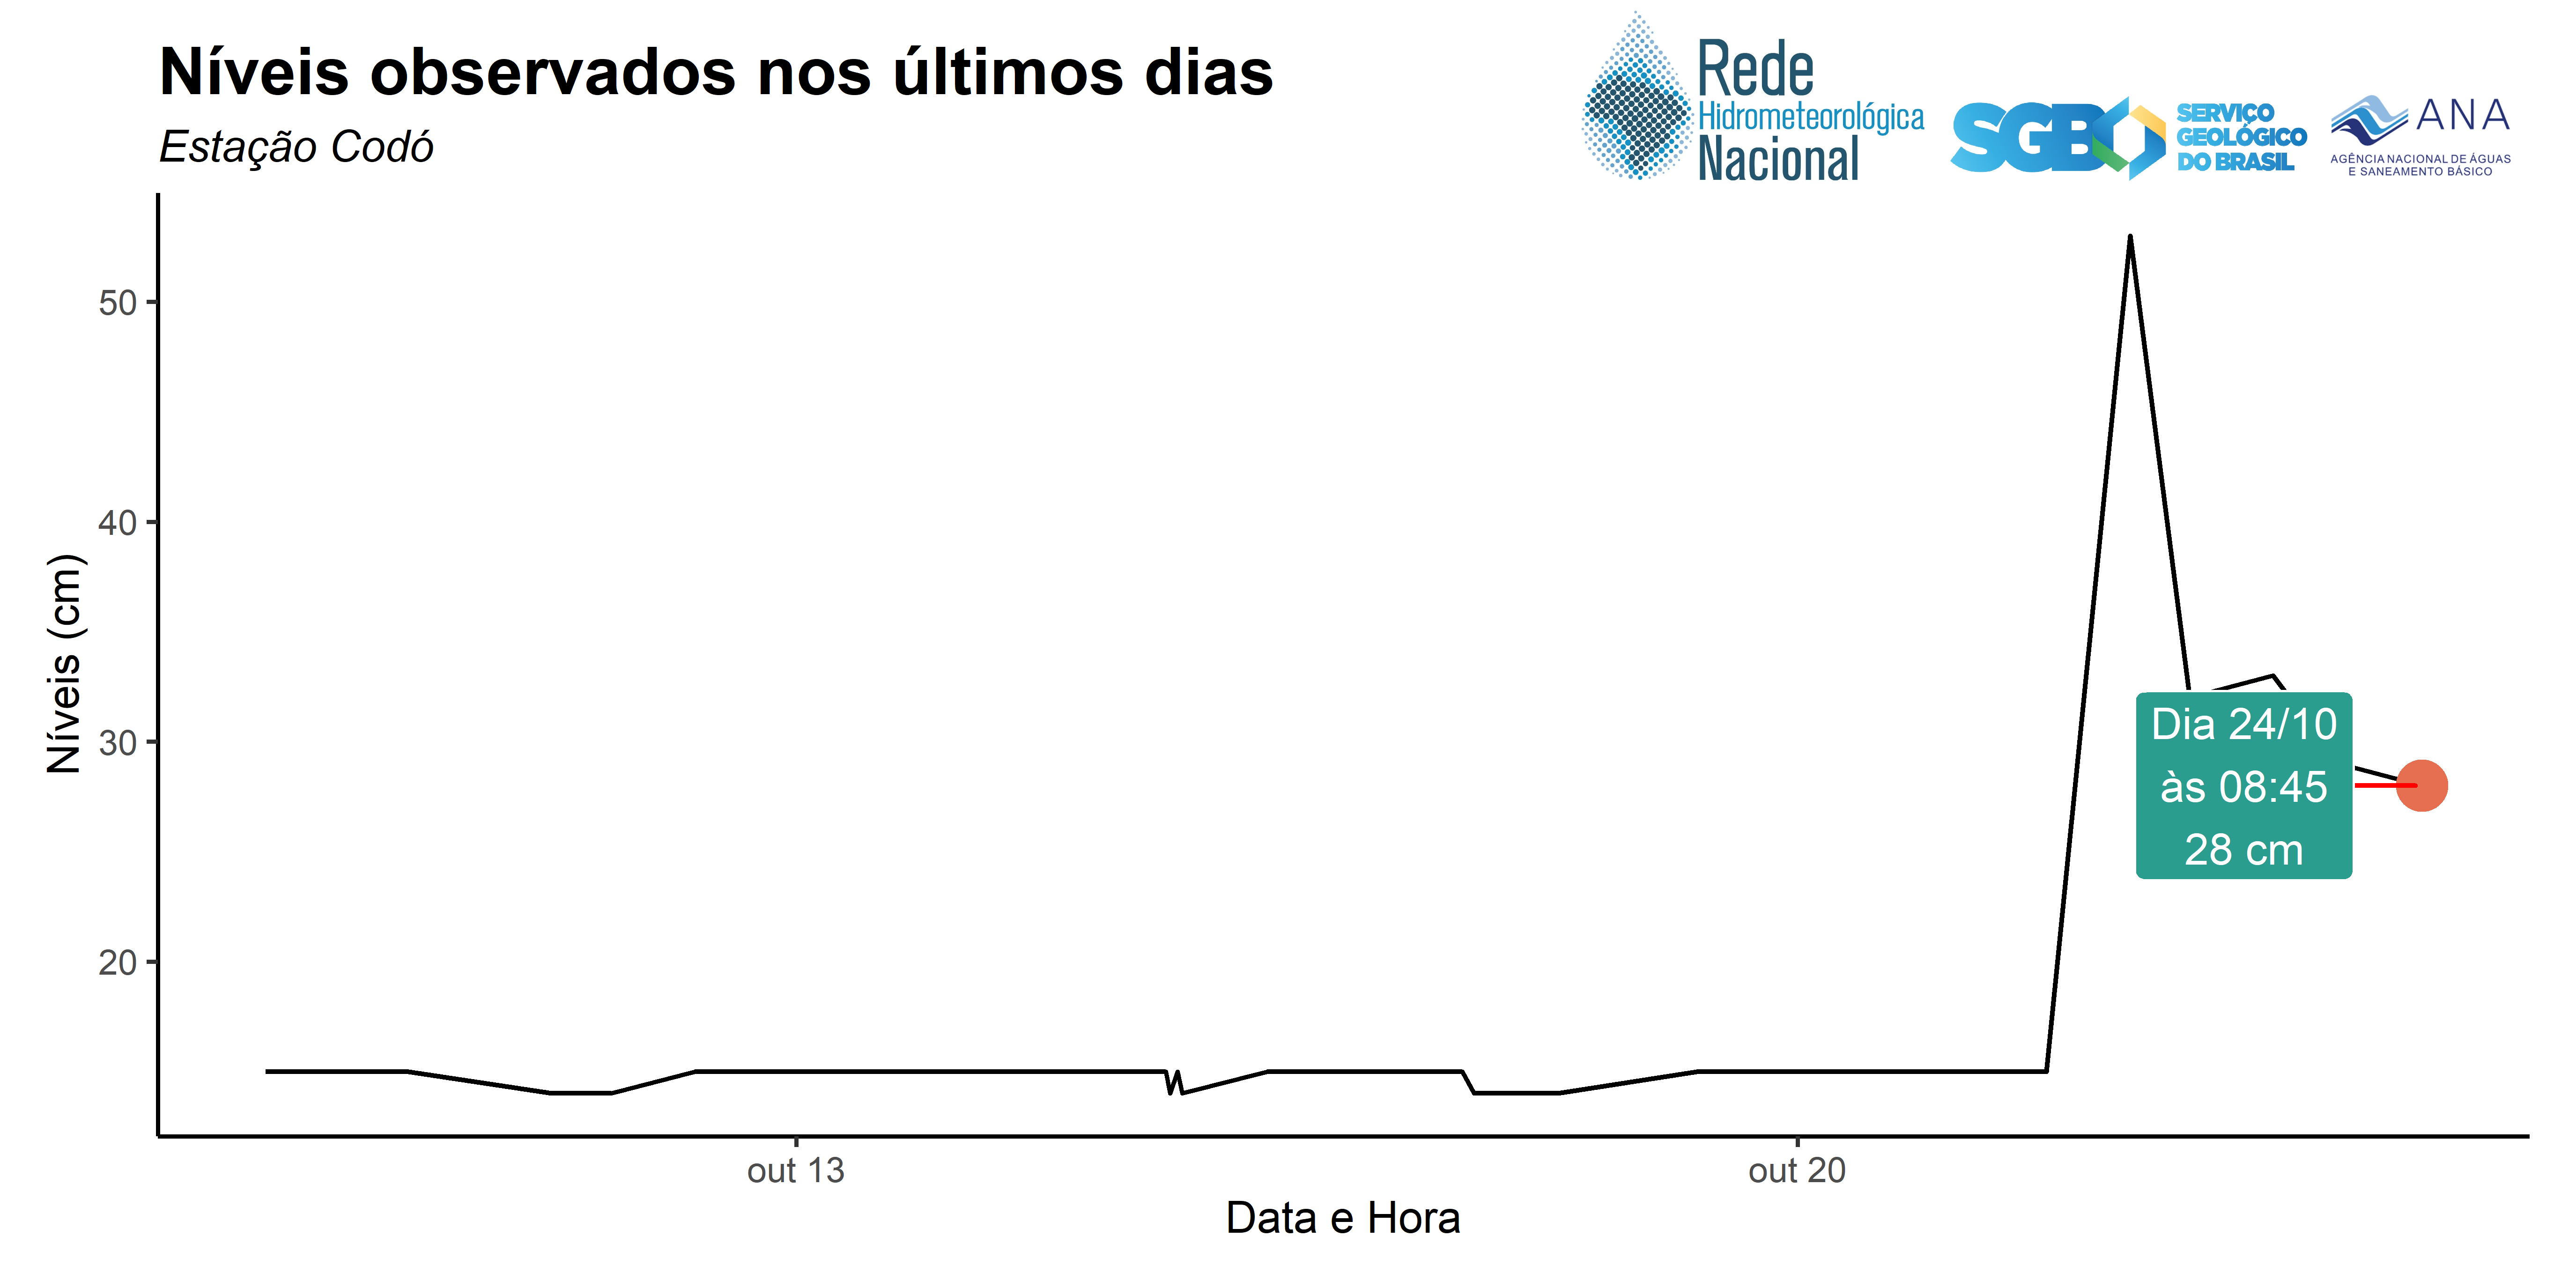 Níveis observados nos últimos dias
Estação Codó
Rede
Hidrometeorológica
Nacional
SGB
SERVIÇO
GEOLÓGICO
DO BRASIL
ANA
AGÊNCIA NACIONAL DE ÁGUAS
E SANEAMENTO BÁSICO
Níveis (cm)
50
40
30
20
Dia 24/10
às 08:45
28 cm
out 13
out 20
Data e Hora